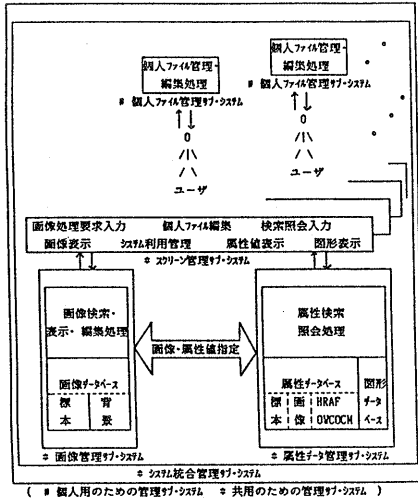 個人ファイル管理・
編集処理
# 個人ファイル管理サブ・システム
ユーザ
個人ファイル管理・
編集処理
# 個人ファイル管理サブ・システム
ユーザ
画像処理要求入力 個人ファイル編集 検索照会入力
画像表示 システム利用管理 属性値表示 図形表示
* スクリーン管理サブ・システム
画像検索・
表示・編集処理
画像データベース
標本
背景
* 画像管理サブ・システム
画像・属性値指定
属性検索
照会処理
属性データベース
標本
画像
HRAF
OVCOCM
図形
データ
ベース
* 属性データ管理サブ・システム
* システム統合管理サブ・システム
( # 個人用のための管理サブ・システム * 共用のための管理サブ・システム )